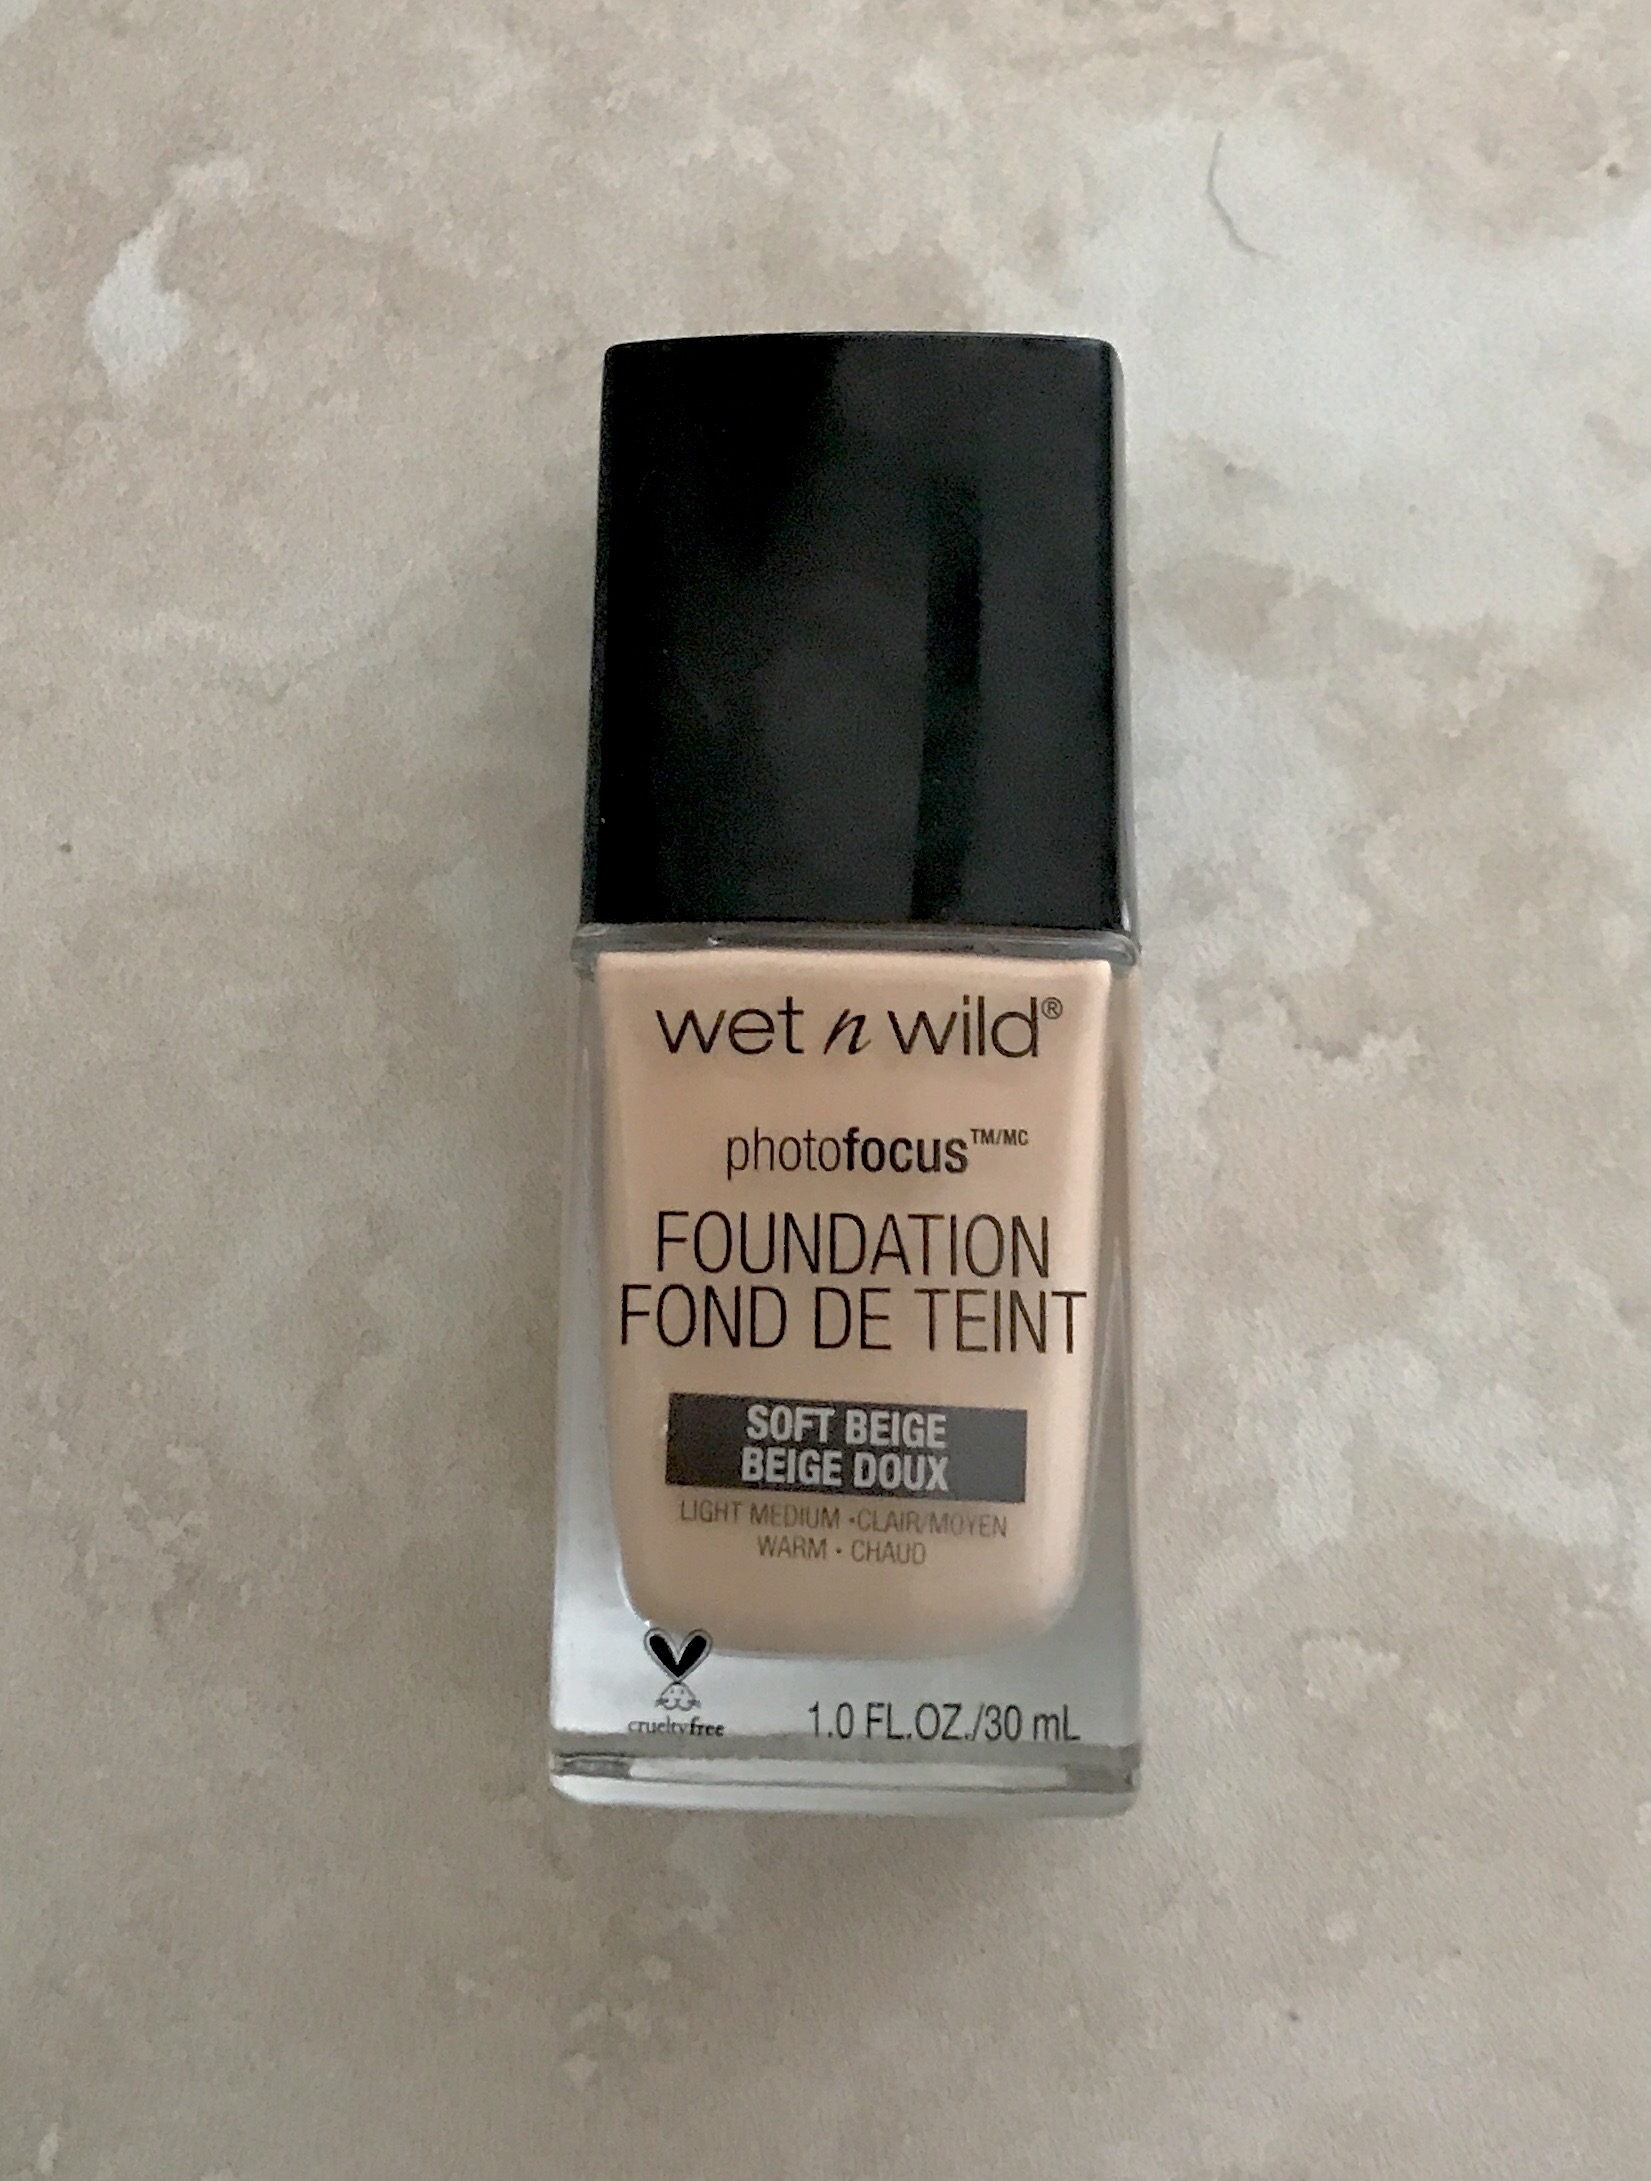 wet n wild®
photofocus™/MC
FOUNDATION
FOND DE TEINT
SOFT BEIGE
BEIGE DOUX
LIGHT MEDIUM • CLAIR/MOYEN
WARM • CHAUD
crueltyfree
1.0 FL.OZ./30 mL